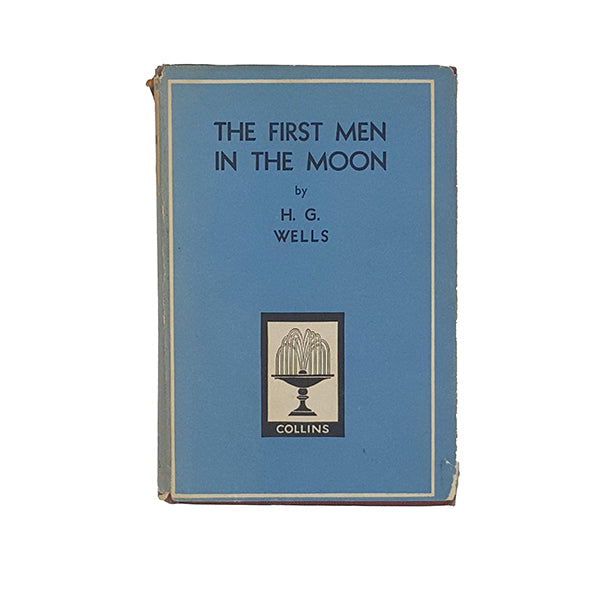 THE FIRST MEN
IN THE MOON
by
H. G.
WELLS
COLLINS